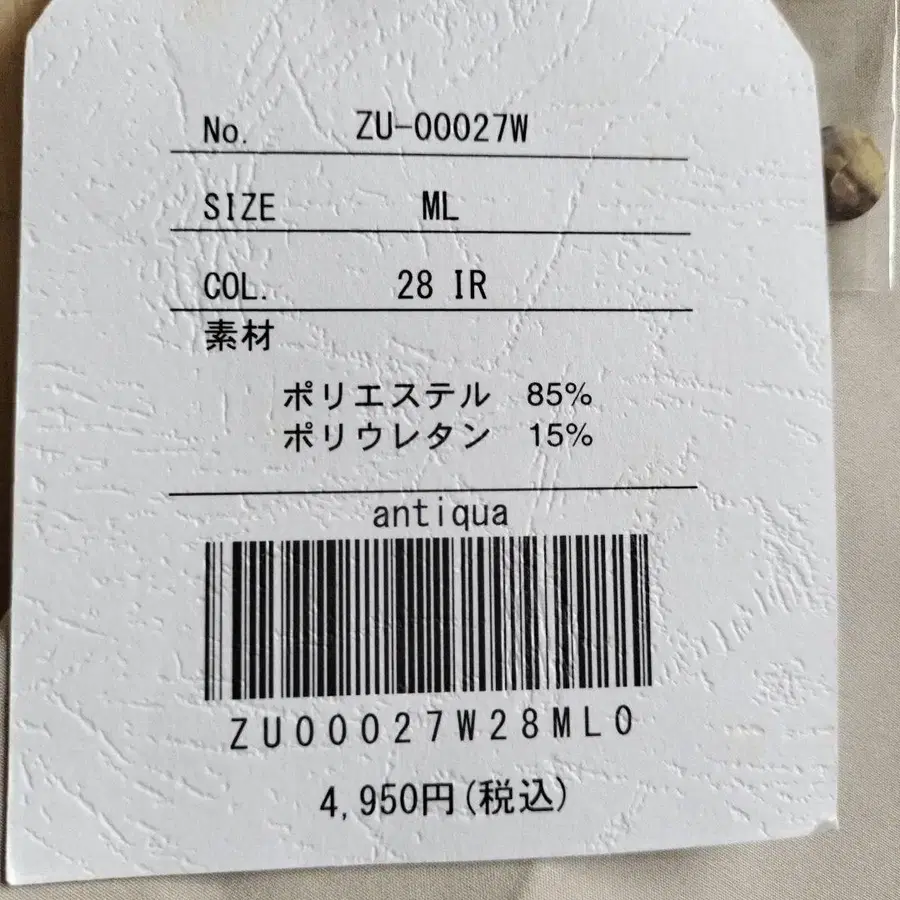 No. ZU-00027W
SIZE ML
COL. 28 IR
素材
ポリエステル 85%
ポリウレタン 15%
antiqua
ZU00027W28ML0
4,950円(税込)